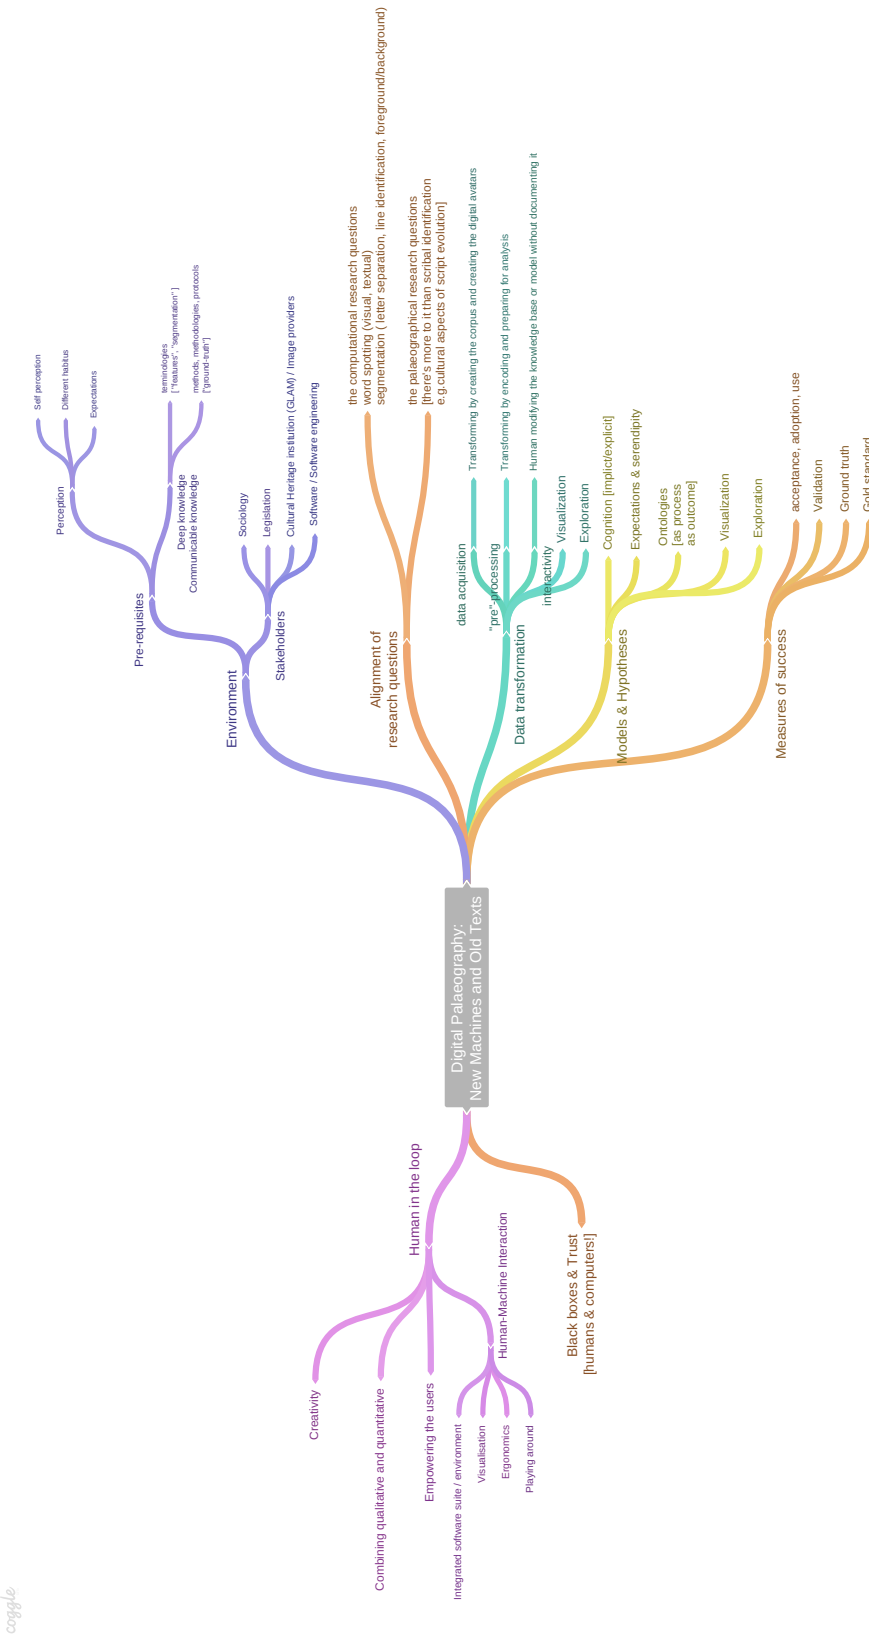 Digital Palaeography:
New Machines and Old Texts
Environment
Pre-requisites
Perception
Self perception
Different habitus
Expectations
Deep knowledge
Communicable knowledge
terminologies
[ "features", "segmentation" ]
methods, methodologies, protocols
["ground-truth"]
Stakeholders
Sociology
Legislation
Cultural Heritage institution (GLAM) / Image providers
Software / Software engineering
Alignment of
research questions
the computational research questions
word spotting (visual, textual)
segmentation ( letter separation, line identification, foreground/background)
the palaeographical research questions
[there's more to it than scribal identification
e.g.cultural aspects of script evolution]
Data transformation
data acquisition
Transforming by creating the corpus and creating the digital avatars
"pre"-processing
Transforming by encoding and preparing for analysis
interactivity
Human modifying the knowledge base or model without documenting it
Visualization
Exploration
Models & Hypotheses
Cognition [implict/explicit]
Expectations & serendipity
Ontologies
[as process
as outcome]
Visualization
Exploration
Measures of success
acceptance, adoption, use
Validation
Ground truth
Gold standard
Human in the loop
Creativity
Combining qualitative and quantitative
Empowering the users
Human-Machine Interaction
Integrated software suite / environment
Visualisation
Ergonomics
Playing around
Black boxes & Trust
[humans & computers!]
coggle